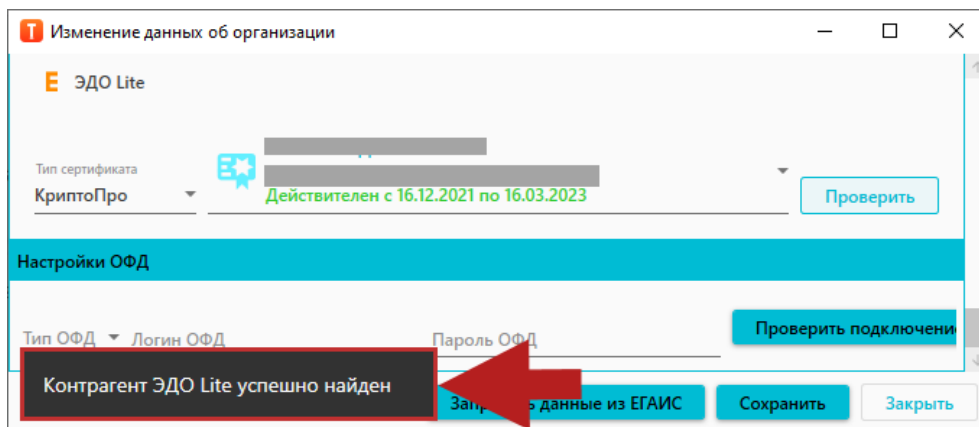 T Изменение данных об организации
E ЭДО Lite
Тип сертификата
КриптоПро
Действителен с 16.12.2021 по 16.03.2023
Проверить
Настройки ОФД
Тип ОФД Логин ОФД Пароль ОФД
Проверить подключение
Контрагент ЭДО Lite успешно найден
данные из ЕГАИС Сохранить Закрыть